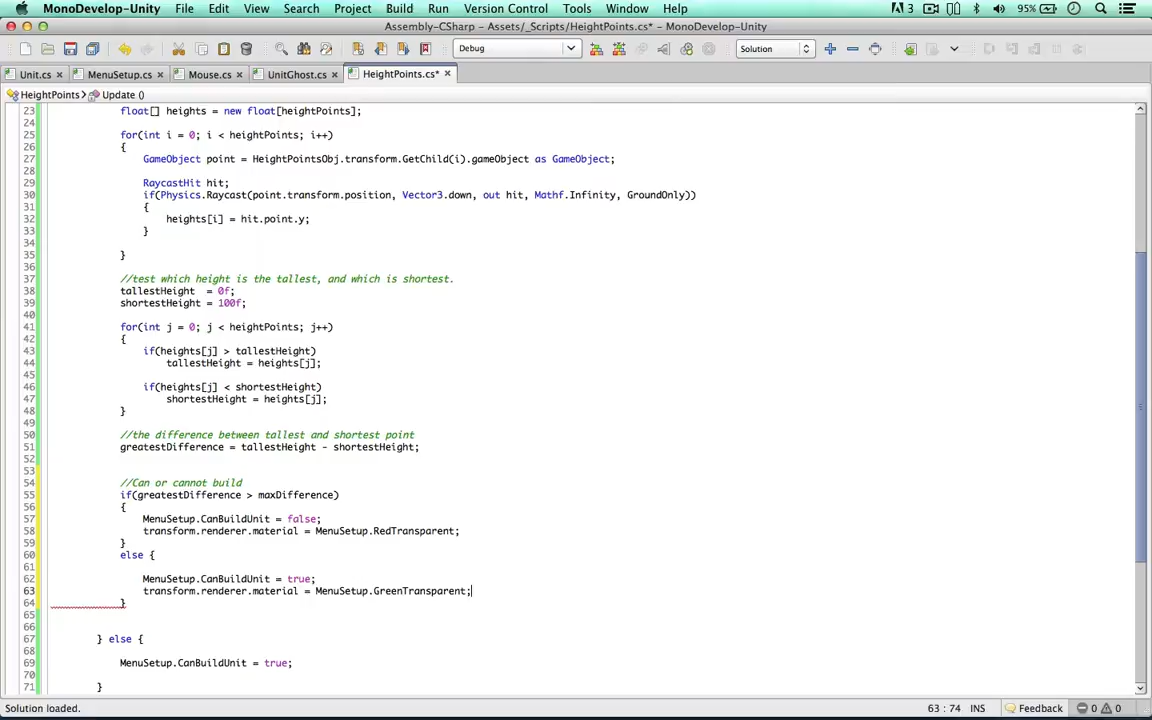 MonoDevelop-Unity File Edit View Search Project Build Run Version Control Tools Window Help 3 95%
Assembly-CSharp – Assets/_Scripts/HeightPoints.cs* – MonoDevelop-Unity
Debug Solution
Unit.cs MenuSetup.cs Mouse.cs UnitGhost.cs HeightPoints.cs*
HeightPoints Update ()
23 float[] heights = new float[heightPoints];
24
25 for(int i = 0; i < heightPoints; i++)
26 {
27 GameObject point = HeightPointsObj.transform.GetChild(i).gameObject as GameObject;
28
29 RaycastHit hit;
30 if(Physics.Raycast(point.transform.position, Vector3.down, out hit, Mathf.Infinity, GroundOnly))
31 {
32 heights[i] = hit.point.y;
33 }
34
35 }
36
37 //test which height is the tallest, and which is shortest.
38 tallestHeight  = 0f;
39 shortestHeight = 100f;
40
41 for(int j = 0; j < heightPoints; j++)
42 {
43 if(heights[j] > tallestHeight)
44 tallestHeight = heights[j];
45
46 if(heights[j] < shortestHeight)
47 shortestHeight = heights[j];
48 }
49
50 //the difference between tallest and shortest point
51 greatestDifference = tallestHeight - shortestHeight;
52
53
54 //Can or cannot build
55 if(greatestDifference > maxDifference)
56 {
57 MenuSetup.CanBuildUnit = false;
58 transform.renderer.material = MenuSetup.RedTransparent;
59 }
60 else {
61
62 MenuSetup.CanBuildUnit = true;
63 transform.renderer.material = MenuSetup.GreenTransparent;
64 }
65
66
67 } else {
68
69 MenuSetup.CanBuildUnit = true;
70
71 }
Solution loaded. 63 : 74 INS Feedback 0 0